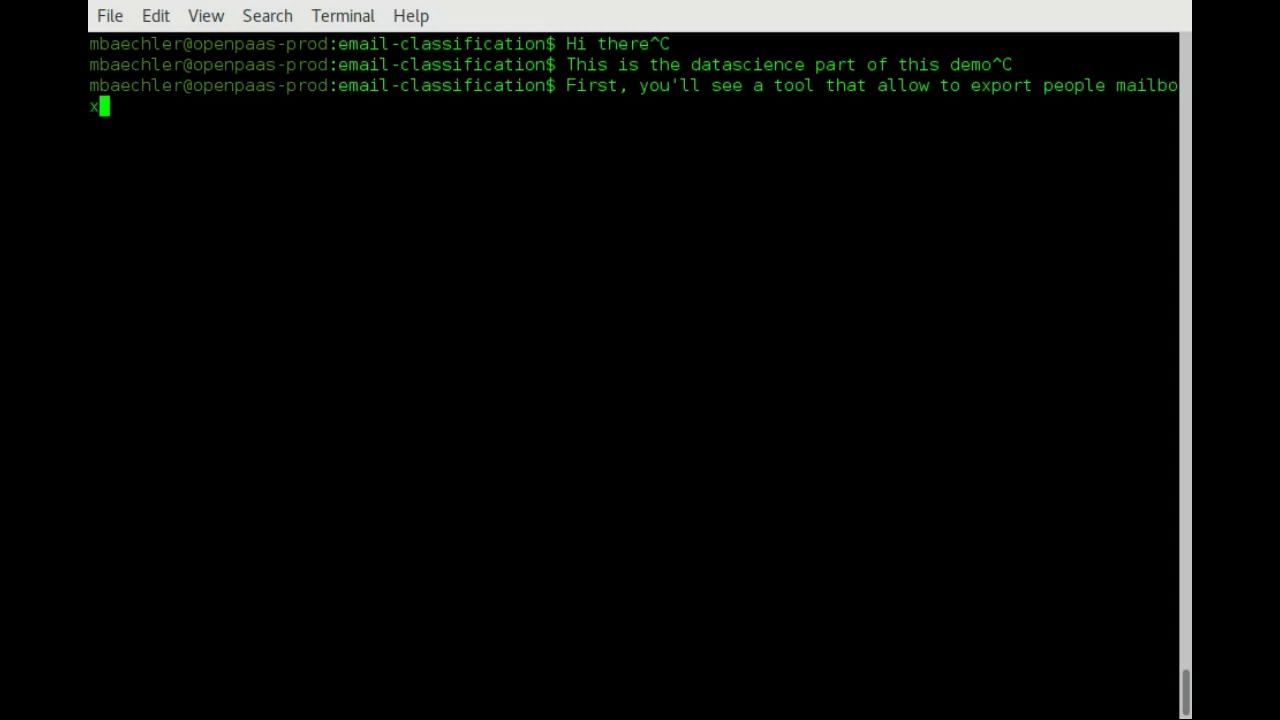 File Edit View Search Terminal Help
mbaechler@openpaas-prod:email-classification$ Hi there^C
mbaechler@openpaas-prod:email-classification$ This is the datascience part of this demo^C
mbaechler@openpaas-prod:email-classification$ First, you'll see a tool that allow to export people mailbo
x